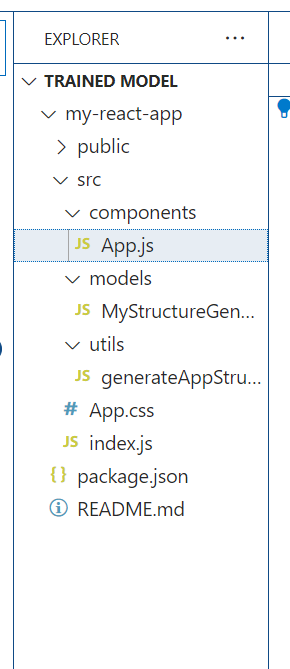 EXPLORER ...
TRAINED MODEL
my-react-app
public
src
components
JS App.js
models
JS MyStructureGen...
utils
JS generateAppStru...
# App.css
JS index.js
{} package.json
README.md